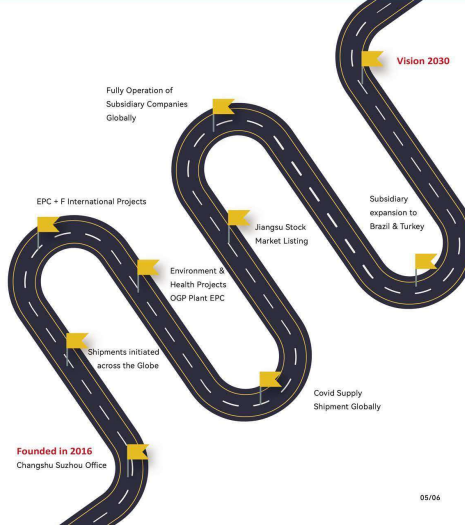 Vision 2030
Fully Operation of
Subsidiary Companies
Globally
EPC + F International Projects
Subsidiary
expansion to
Brazil & Turkey
Jiangsu Stock
Market Listing
Environment &
Health Projects
OGP Plant EPC
Shipments initiated
across the Globe
Covid Supply
Shipment Globally
Founded in 2016
Changshu Suzhou Office
05/06